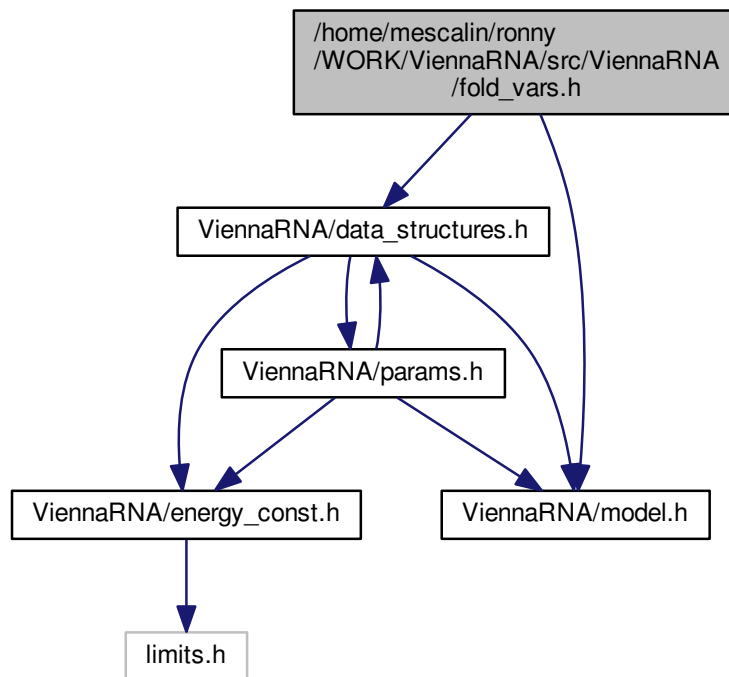 /home/mescalin/ronny
/WORK/ViennaRNA/src/ViennaRNA
/fold_vars.h
ViennaRNA/data_structures.h
ViennaRNA/params.h
ViennaRNA/energy_const.h
ViennaRNA/model.h
limits.h